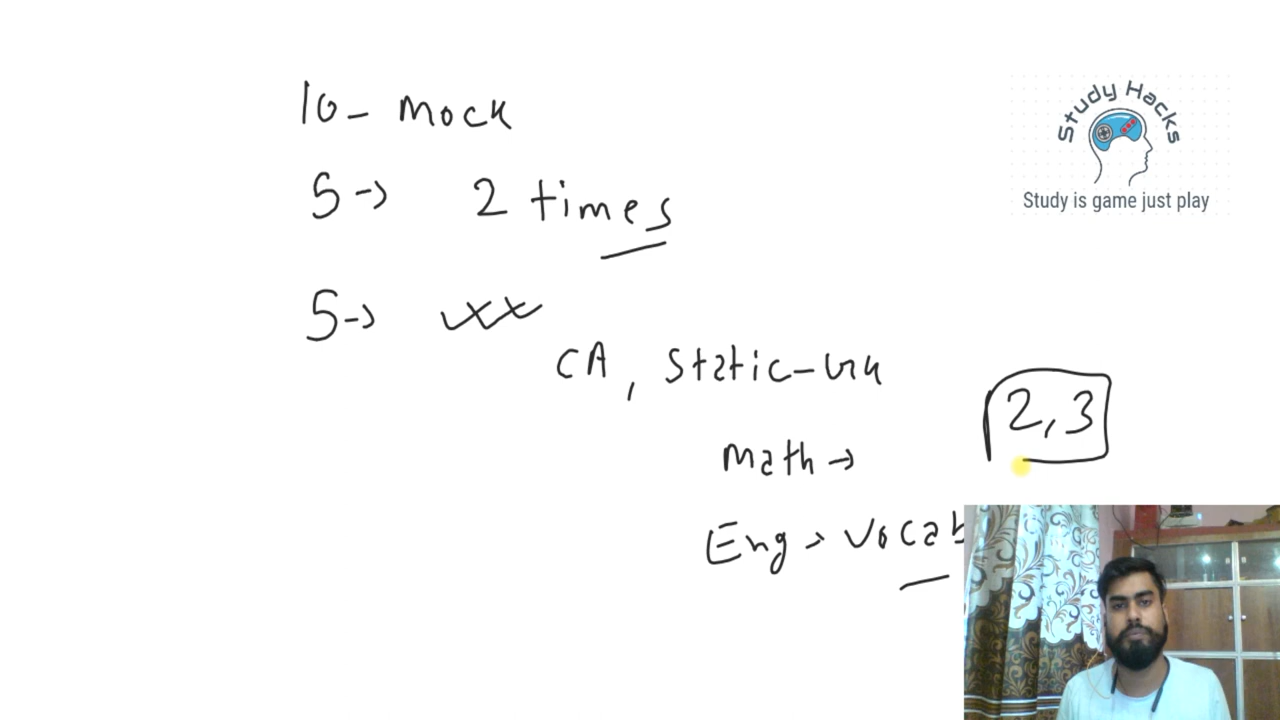 10- Mock
Study Hacks
Study is game just play
5→ 2 times
5→
CA, Static-GK
2,3
Math →
Eng → Vocab